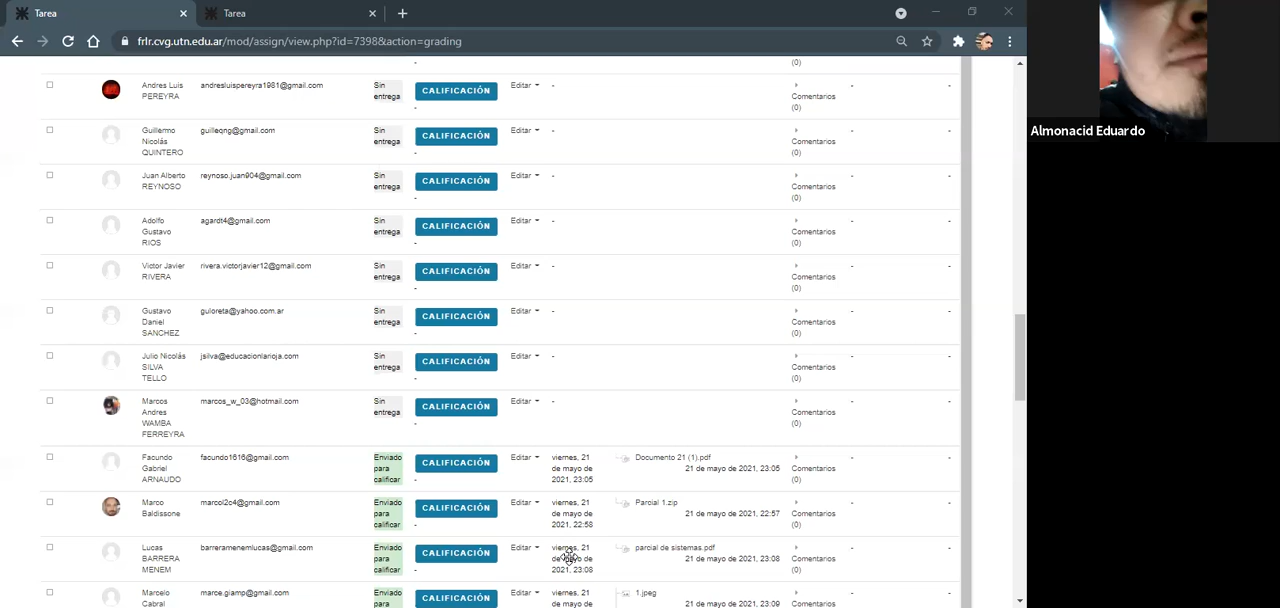 Tarea
Tarea
frlr.cvg.utn.edu.ar/mod/assign/view.php?id=7398&action=grading
Almonacid Eduardo
-
(0)
Andres Luis
PEREYRA
andresluispereyra1981@gmail.com
Sin
entrega
CALIFICACIÓN
-
Editar
-
Comentarios
(0)
-
-
Guillermo
Nicolás
QUINTERO
guilleqng@gmail.com
Sin
entrega
CALIFICACIÓN
-
Editar
-
Comentarios
(0)
-
-
Juan Alberto
REYNOSO
reynoso.juan904@gmail.com
Sin
entrega
CALIFICACIÓN
-
Editar
-
Comentarios
(0)
-
-
Adolfo
Gustavo
RIOS
agardt4@gmail.com
Sin
entrega
CALIFICACIÓN
-
Editar
-
Comentarios
(0)
-
-
Victor Javier
RIVERA
rivera.victorjavier12@gmail.com
Sin
entrega
CALIFICACIÓN
-
Editar
-
Comentarios
(0)
-
-
Gustavo
Daniel
SANCHEZ
guloreta@yahoo.com.ar
Sin
entrega
CALIFICACIÓN
-
Editar
-
Comentarios
(0)
-
-
Julio Nicolás
SILVA
TELLO
jsilva@educacionlarioja.com
Sin
entrega
CALIFICACIÓN
-
Editar
-
Comentarios
(0)
-
-
Marcos
Andres
WAMBA
FERREYRA
marcos_w_03@hotmail.com
Sin
entrega
CALIFICACIÓN
-
Editar
-
Comentarios
(0)
-
-
Facundo
Gabriel
ARNAUDO
facundo1616@gmail.com
Enviado
para
calificar
CALIFICACIÓN
-
Editar
viernes, 21
de mayo de
2021, 23:05
Documento 21 (1).pdf
21 de mayo de 2021, 23:05
Comentarios
(0)
-
-
Marco
Baldissone
marcol2c4@gmail.com
Enviado
para
calificar
CALIFICACIÓN
-
Editar
viernes, 21
de mayo de
2021, 22:58
Parcial 1.zip
21 de mayo de 2021, 22:57
Comentarios
(0)
-
-
Lucas
BARRERA
MENEM
barreramenemlucas@gmail.com
Enviado
para
calificar
CALIFICACIÓN
-
Editar
viernes, 21
de mayo de
2021, 23:08
parcial de sistemas.pdf
21 de mayo de 2021, 23:08
Comentarios
(0)
-
-
Marcelo
Cabral
marce.giamp@gmail.com
Enviado
para
CALIFICACIÓN
Editar
viernes, 21
de mayo de
1.jpeg
21 de mayo de 2021, 23:09
Comentarios
-
-